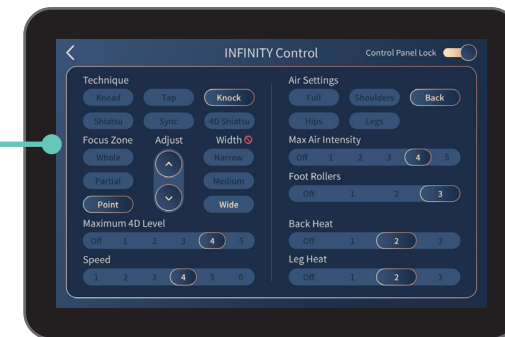 INFINITY Control
Control Panel Lock
Technique
Knead Tap Knock
Shiatsu Sync 4D Shiatsu
Focus Zone Adjust Width
Whole Narrow
Partial Medium
Point Wide
Maximum 4D Level
Off 1 2 3 4 5
Speed
1 2 3 4 5 6
Air Settings
Full Shoulders Back
Hips Legs
Max Air Intensity
Off 1 2 3 4 5
Foot Rollers
Off 1 2 3
Back Heat
Off 1 2 3
Leg Heat
Off 1 2 3